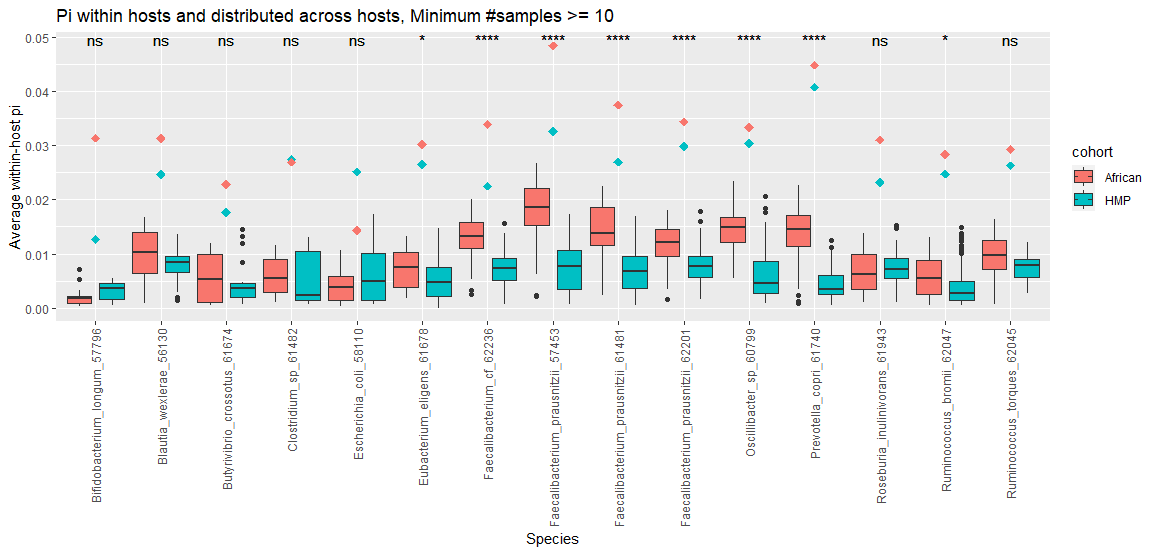 Pi within hosts and distributed across hosts, Minimum #samples >= 10
Average within-host pi
0.05
0.04
0.03
0.02
0.01
0.00
ns ns ns ns ns * **** **** **** **** **** **** ns * ns
Bifidobacterium_longum_57796
Blautia_wexlerae_56130
Butyrivibrio_crossotus_61674
Clostridium_sp_61482
Escherichia_coli_58110
Eubacterium_eligens_61678
Faecalibacterium_cf_62236
Faecalibacterium_prausnitzii_57453
Faecalibacterium_prausnitzii_61481
Faecalibacterium_prausnitzii_62201
Oscillibacter_sp_60799
Prevotella_copri_61740
Roseburia_inulinivorans_61943
Ruminococcus_bromii_62047
Ruminococcus_torques_62045
Species
cohort
African
HMP